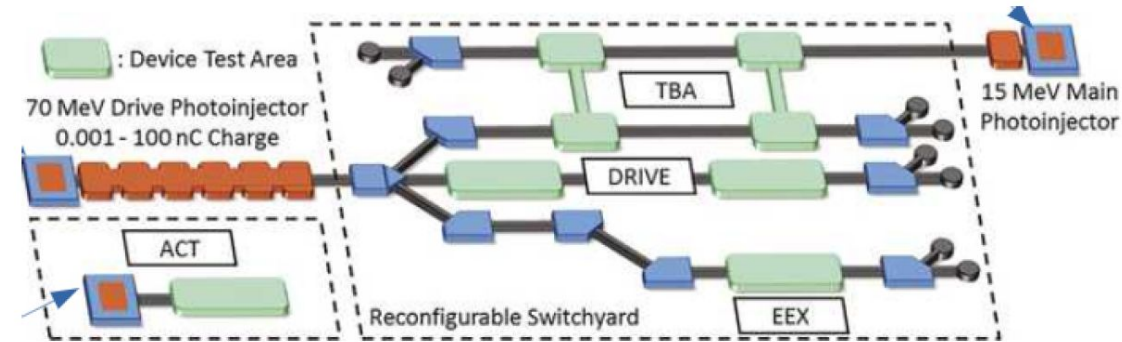 : Device Test Area
70 MeV Drive Photoinjector
0.001 - 100 nC Charge
TBA
15 MeV Main
Photoinjector
DRIVE
ACT
Reconfigurable Switchyard
EEX